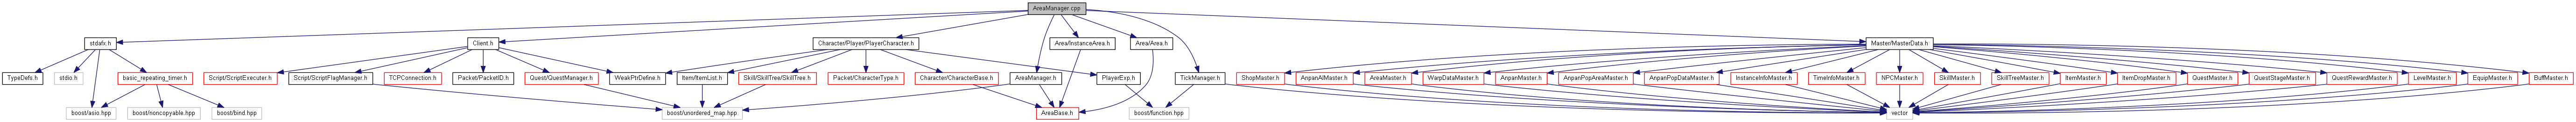 AreaManager.cpp
stdafx.h
Client.h
Character/Player/PlayerCharacter.h
Area/InstanceArea.h
Area/Area.h
Master/MasterData.h
TypeDefs.h
stdio.h
basic_repeating_timer.h
Script/ScriptExecuter.h
Script/ScriptFlagManager.h
TCPConnection.h
Packet/PacketID.h
Quest/QuestManager.h
WeakPtrDefine.h
Item/ItemList.h
Skill/SkillTree/SkillTree.h
Packet/CharacterType.h
Character/CharacterBase.h
AreaManager.h
PlayerExp.h
TickManager.h
ShopMaster.h
AnpanAIMaster.h
AreaMaster.h
WarpDataMaster.h
AnpanMaster.h
AnpanPopAreaMaster.h
AnpanPopDataMaster.h
InstanceInfoMaster.h
TimeInfoMaster.h
NPCMaster.h
SkillMaster.h
SkillTreeMaster.h
ItemMaster.h
ItemDropMaster.h
QuestMaster.h
QuestStageMaster.h
QuestRewardMaster.h
LevelMaster.h
EquipMaster.h
BuffMaster.h
boost/asio.hpp
boost/noncopyable.hpp
boost/bind.hpp
boost/unordered_map.hpp
AreaBase.h
boost/function.hpp
vector